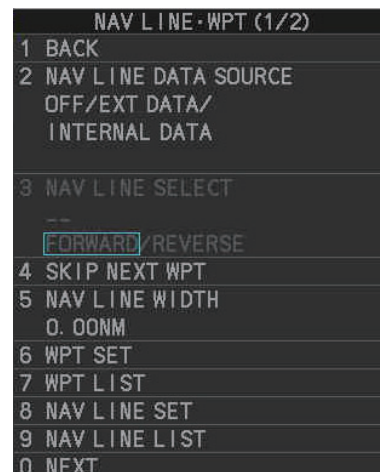 NAV LINE·WPT (1/2)
1 BACK
2 NAV LINE DATA SOURCE
OFF/EXT DATA/
INTERNAL DATA
3 NAV LINE SELECT
--
FORWARD/REVERSE
4 SKIP NEXT WPT
5 NAV LINE WIDTH
0.00NM
6 WPT SET
7 WPT LIST
8 NAV LINE SET
9 NAV LINE LIST
0 NEXT